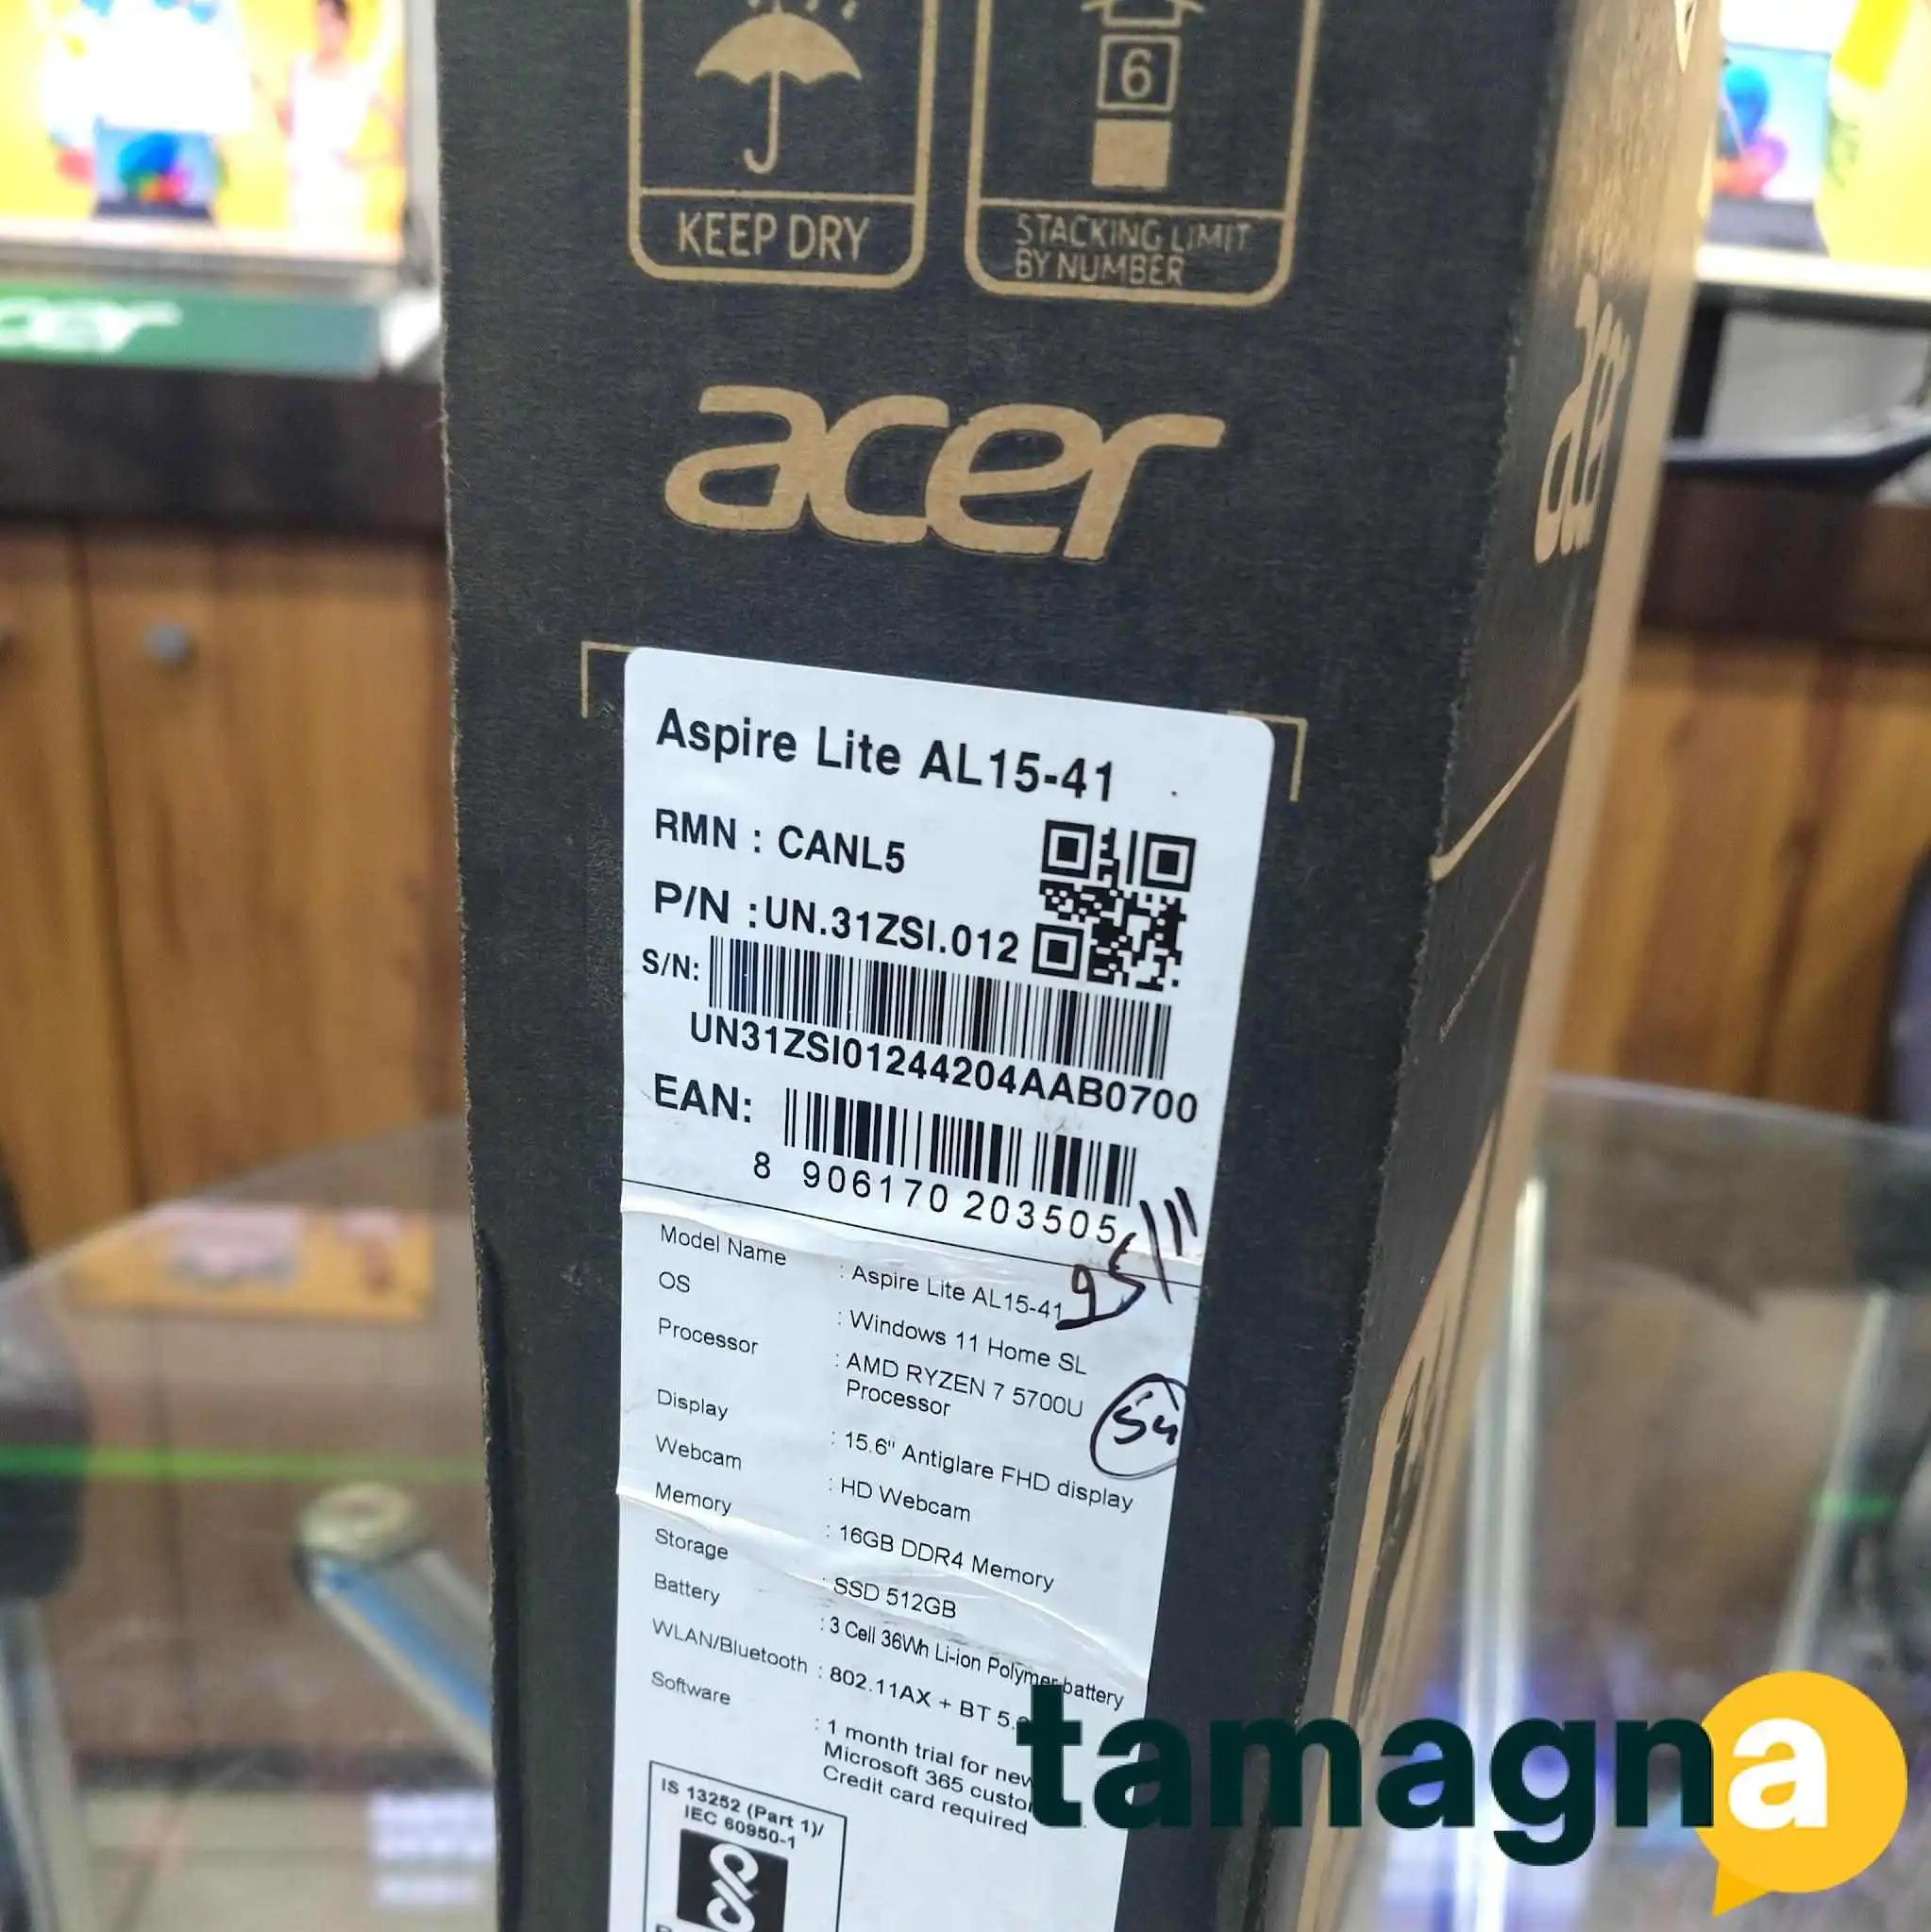 6
KEEP DRY
STACKING LIMIT
BY NUMBER
acer
acer
acer
Aspire Lite AL15-41
RMN : CANL5
P/N :UN.31ZSI.012
S/N:
UN31ZSI01244204AAB0700
EAN:
8 906170 203505
Model Name : Aspire Lite AL15-41
OS : Windows 11 Home SL
Processor : AMD RYZEN 7 5700U
Processor
54
Display : 15.6" Antiglare FHD display
Webcam : HD Webcam
Memory : 16GB DDR4 Memory
Storage : SSD 512GB
Battery : 3 Cell 36Wh Li-ion Polymer battery
WLAN/Bluetooth : 802.11AX + BT 5.
Software : 1 month trial for new
Microsoft 365
Credit card required
IS 13252 (Part 1)/
IEC 60950-1
tamagna